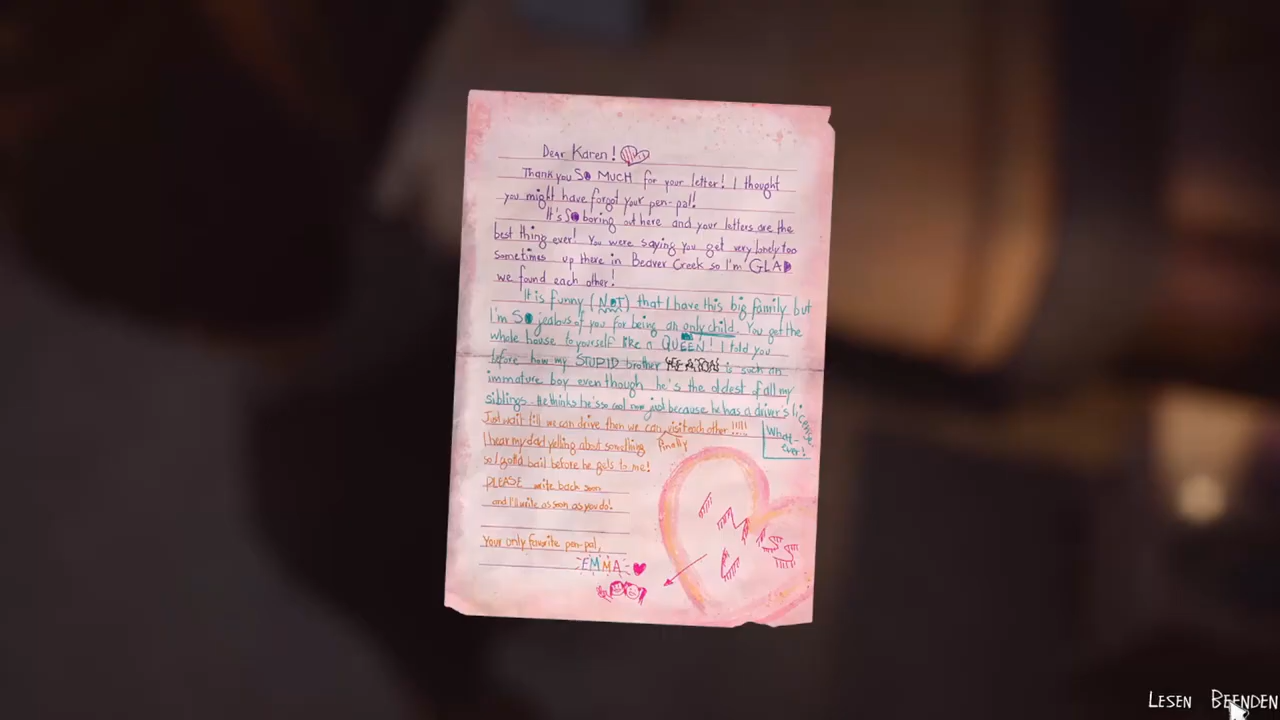 Dear Karen!
Thank you SO MUCH for your letter! I thought
you might have forgot your pen-pal!
It's SO boring out here and your letters are the
best thing ever! You were saying you get very lonely too
sometimes up there in Beaver Creek so I'm GLAD
we found each other!
It is funny (NOT) that I have this big family but
I'm SO jealous of you for being an only child. You get the
whole house to yourself like a QUEEN! I told you
before how my STUPID brother is such an
immature boy even though he's the oldest of all my
siblings. He thinks he's so cool now just because he has a driver's license.
What-
ever!
Just wait till we can drive then we can visit each other!!!!!
finally
I hear my dad yelling about something
so I gotta bail before he gets to me!
PLEASE write back soon
and I'll write as soon as you do!
Your only favorite pen-pal,
EMMA
LESEN BEENDEN